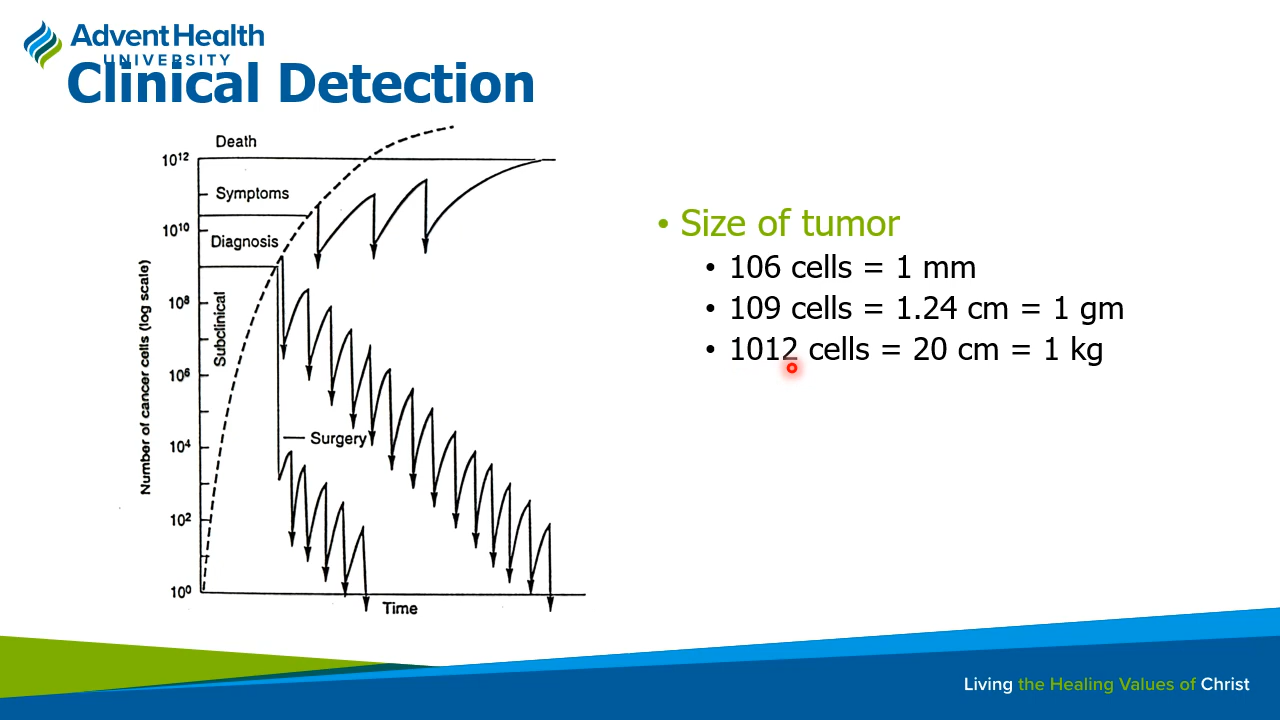 AdventHealth
UNIVERSITY
Clinical Detection
Death
10¹²
Symptoms
10¹⁰
Diagnosis
10⁸
Subclinical
10⁶
10⁴
Surgery
10²
10⁰
Time
Number of cancer cells (log scale)
• Size of tumor
• 106 cells = 1 mm
• 109 cells = 1.24 cm = 1 gm
• 1012 cells = 20 cm = 1 kg
Living the Healing Values of Christ